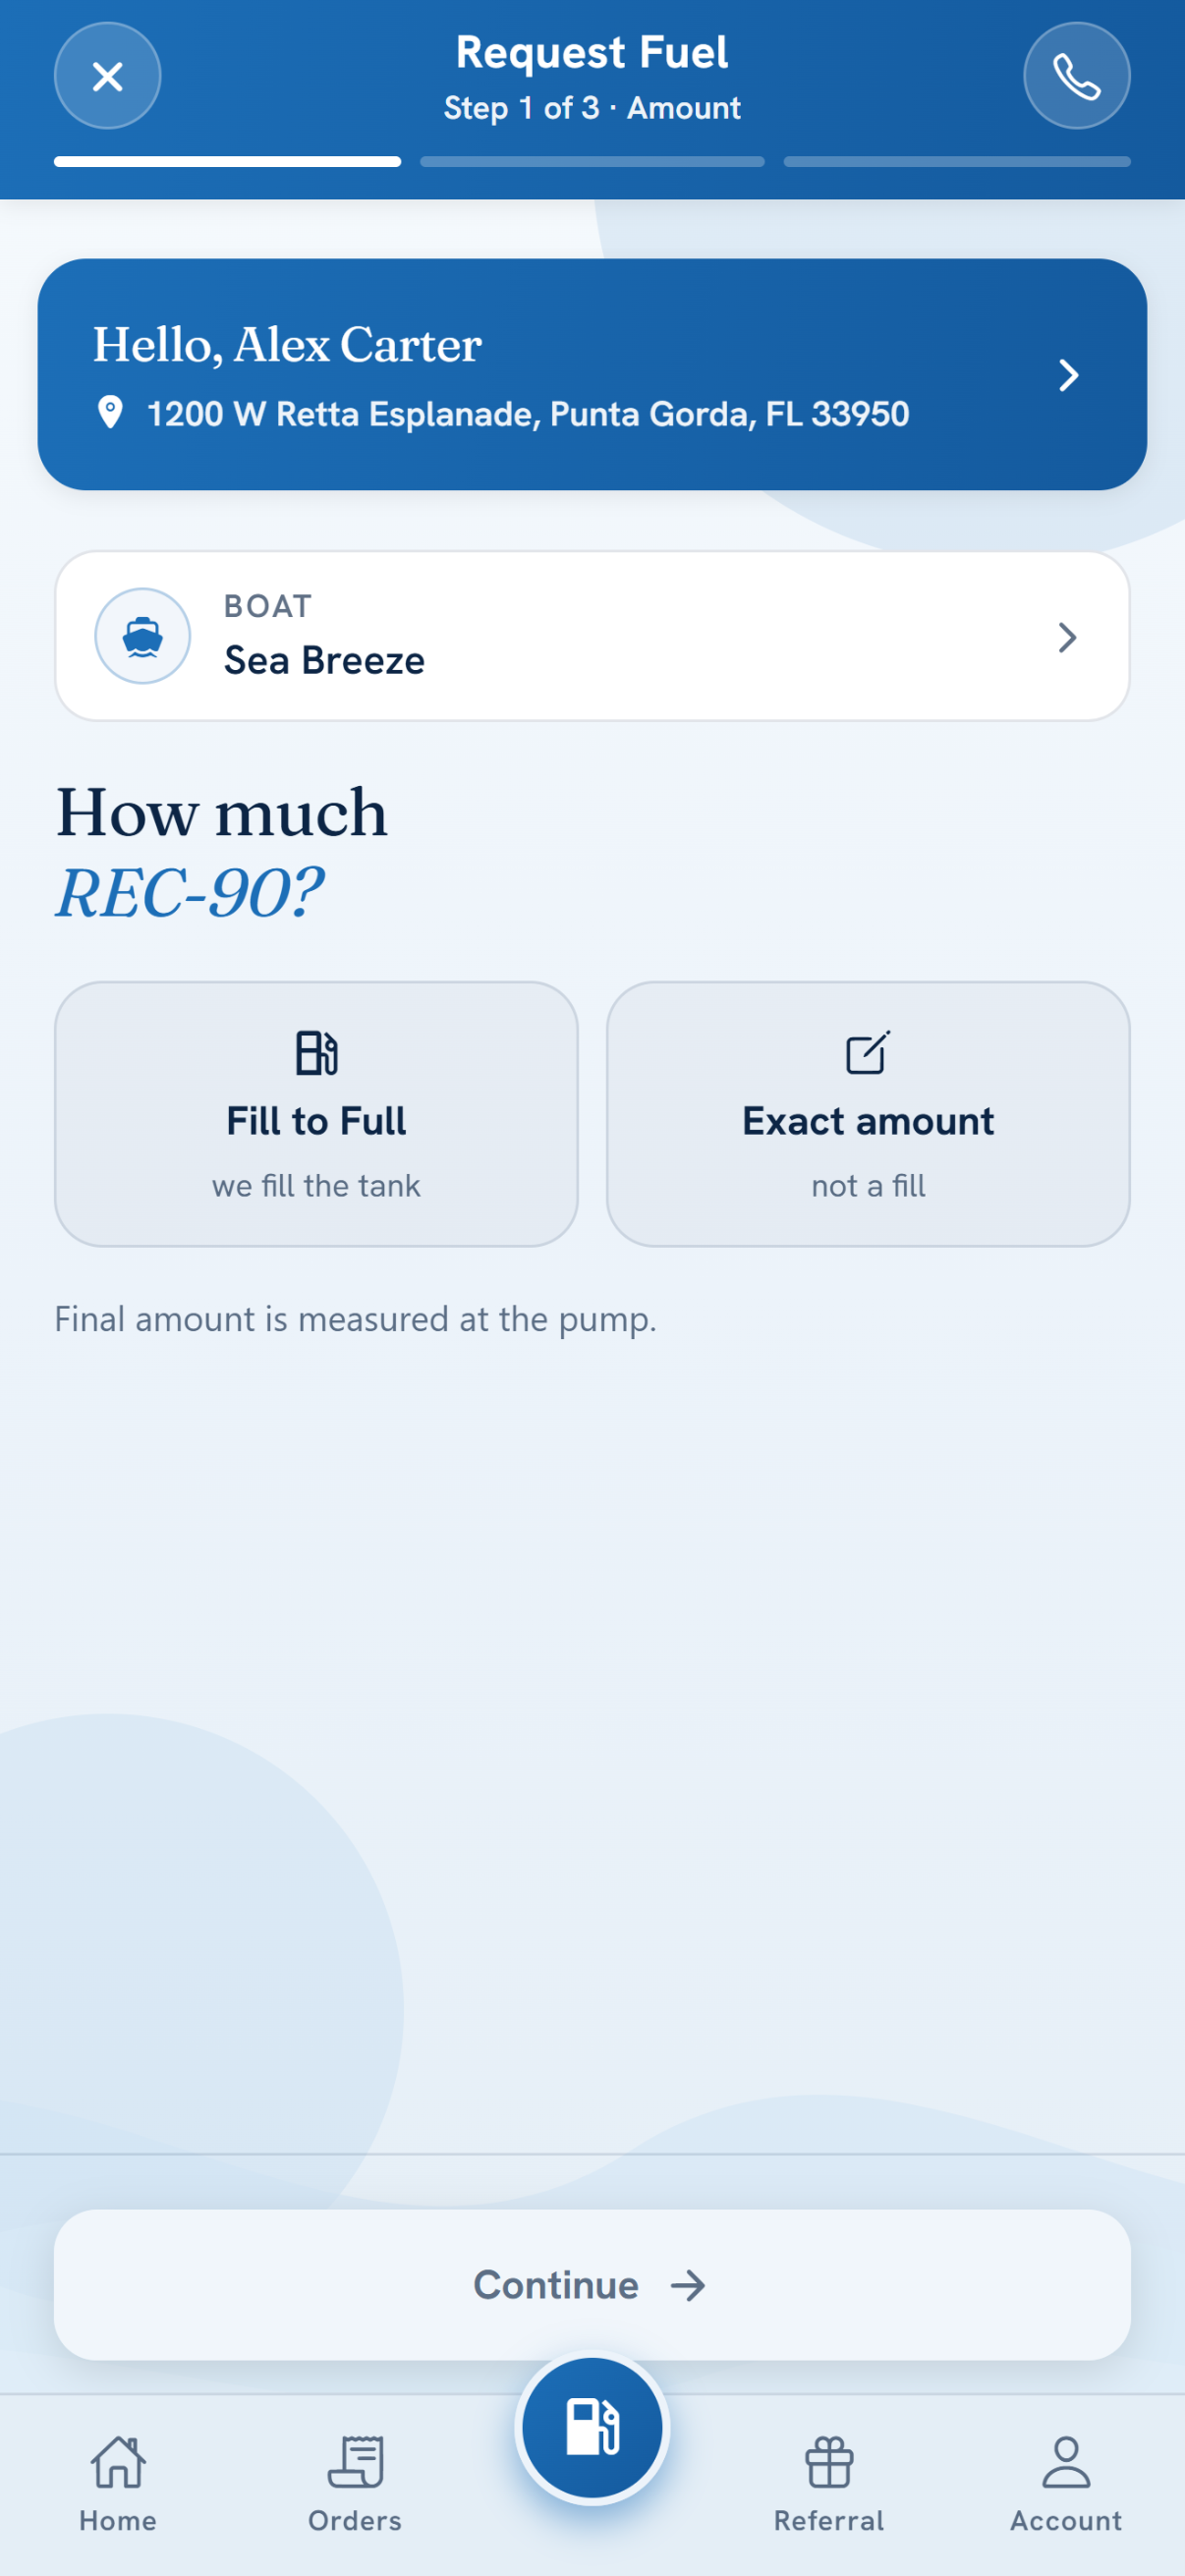 Request Fuel
Step 1 of 3 · Amount
Hello, Alex Carter
1200 W Retta Esplanade, Punta Gorda, FL 33950
BOAT
Sea Breeze
How much
REC-90?
Fill to Full
we fill the tank
Exact amount
not a fill
Final amount is measured at the pump.
Continue
Home
Orders
Referral
Account